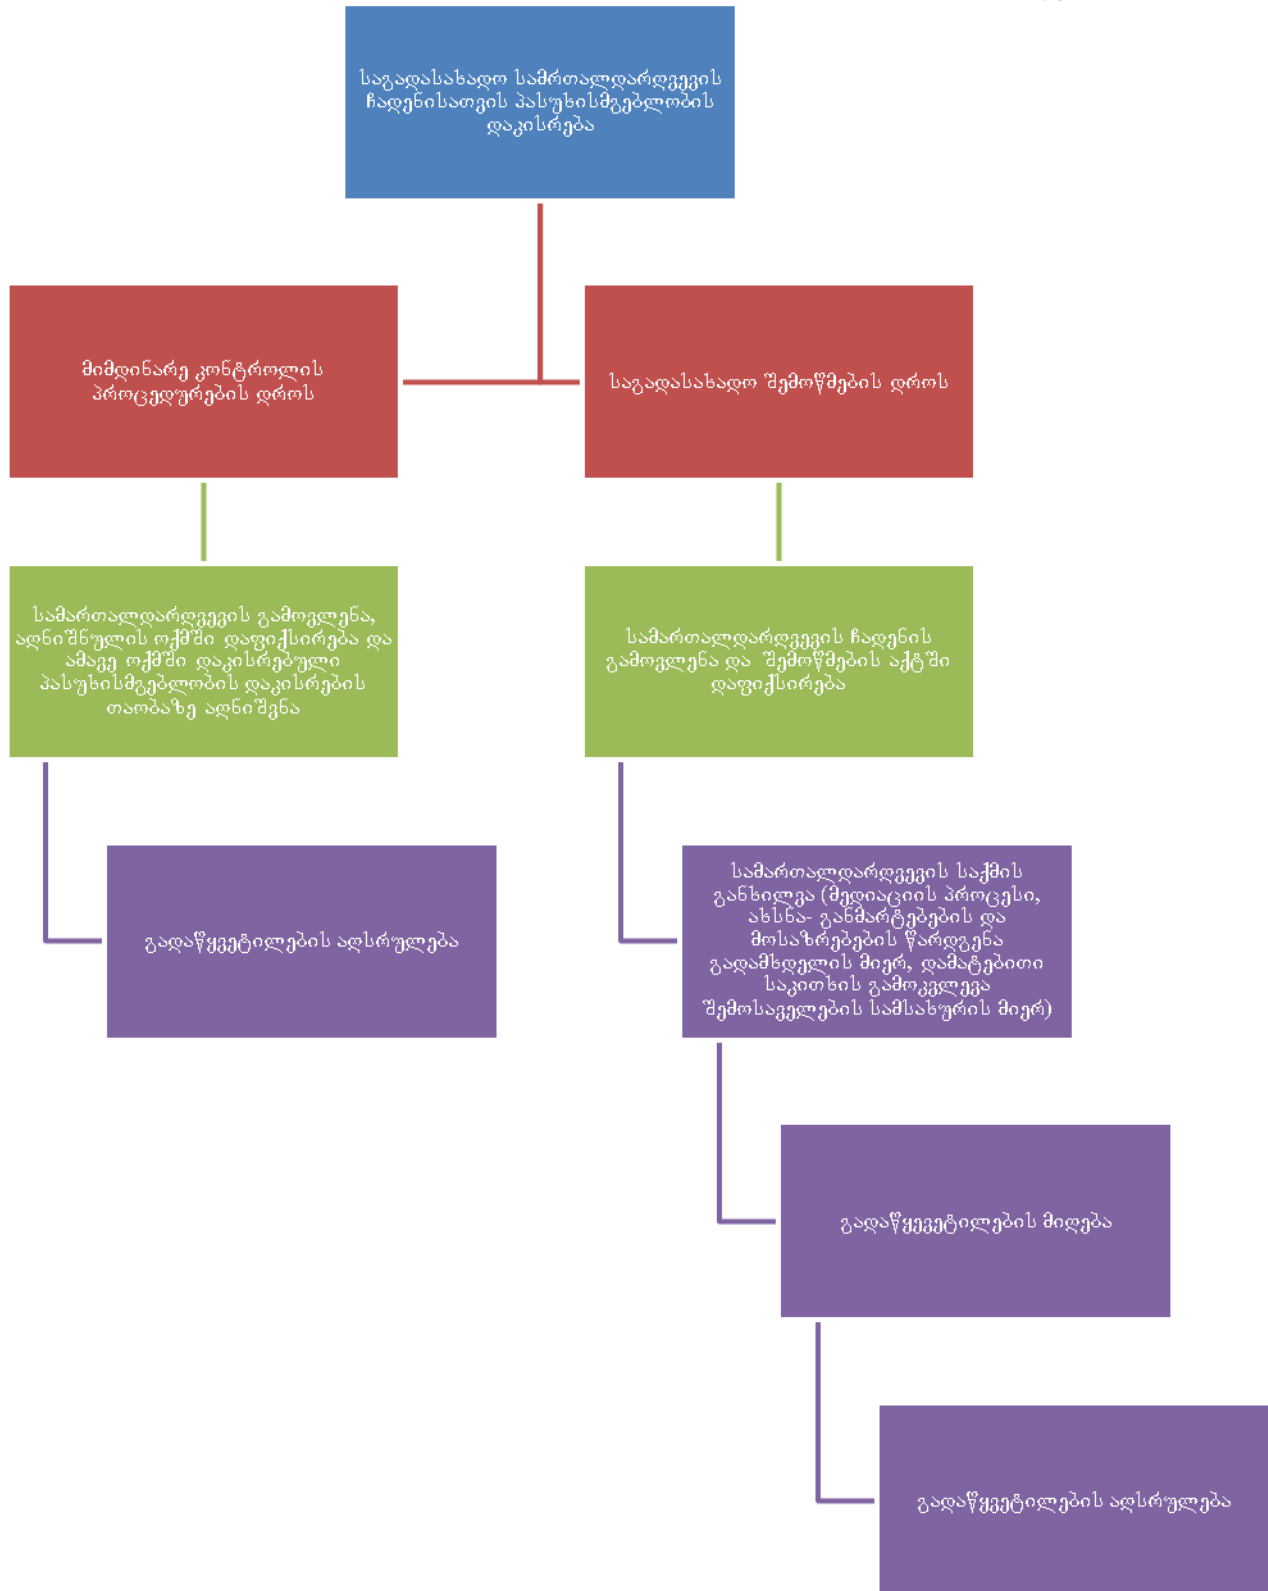 საგადასახადო სამრთალდარღვევის
ჩადენისათვის პასუხისმგებლობის
დაკისრება
მიმდინარე კონტროლის
პროცედურების დროს
საგადასახადო შემოწმების დროს
სამართალდარღვევის გამოვლენა,
აღნიშნულის ოქმში დაფიქსირება და
ამავე ოქმში დაკისრებული
პასუხისმგებლობის დაკისრების
თაობაზე აღნიშვნა
სამართალდარღვევის ჩადენის
გამოვლენა და შემოწმების აქტში
დაფიქსირება
გადაწყვეტილების აღსრულება
სამართალდარღვევის საქმის
განხილვა (მედიაციის პროცესი,
ახსნა- განმარტებების და
მოსაზრებების წარდგენა
გადამხდელის მიერ, დამატებითი
საკითხის გამოკვლევა
შემოსავლების სამსახურის მიერ)
გადაწყევეტილების მიღება
გადაწყვეტილების აღსრულება